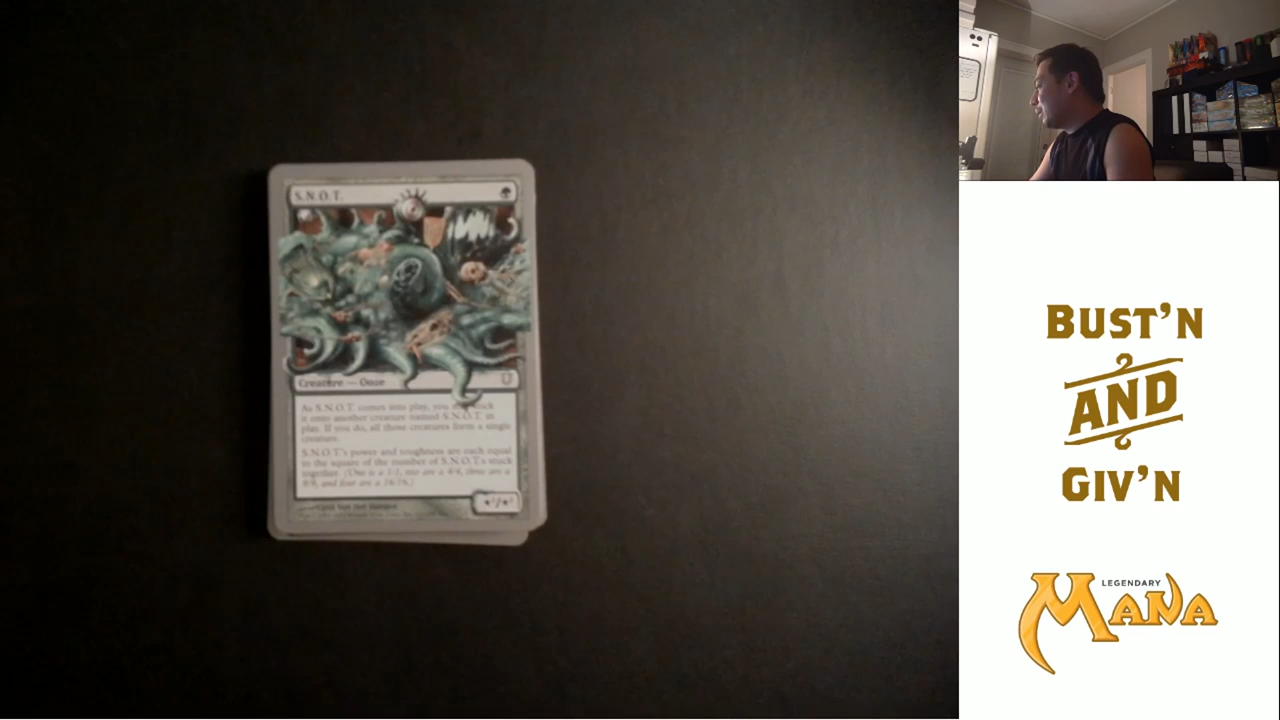 S.N.O.T.
Creature — Ooze
As S.N.O.T. comes into play, you may stick
it onto another creature named S.N.O.T. in
play. If you do, all those creatures form a single
creature.
S.N.O.T.'s power and toughness are each equal
to the square of the number of S.N.O.T.'s stuck
together. (One is a 1/1, two are a 4/4, three are a
9/9, and four are a 16/16.)
★²/★²
BUST'N
AND
GIV'N
LEGENDARY
MANA